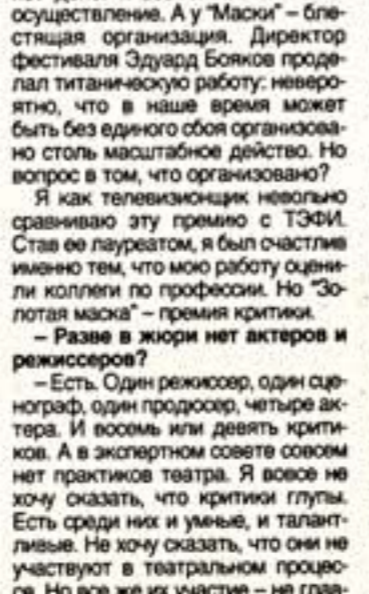 осуществление. А у "Маски" – бле-
стящая организация. Директор
фестиваля Эдуард Бояков проде-
лал титаническую работу: неверо-
ятно, что в наше время может
быть без единого сбоя организова-
но столь масштабное действо. Но
вопрос в том, что организовано?
Я как телевизионщик невольно
сравниваю эту премию с ТЭФИ.
Став ее лауреатом, я был счастлив
именно тем, что мою работу оцени-
ли коллеги по профессии. Но "Зо-
лотая маска" – премия критики.
– Разве в жюри нет актеров и
режиссеров?
– Есть. Один режиссер, один сце-
нограф, один продюсер, четыре ак-
тера. И восемь или девять крити-
ков. А в экспертном совете совсем
нет практиков театра. Я вовсе не
хочу сказать, что критики глупы.
Есть среди них и умные, и талант-
ливые. Не хочу сказать, что они не
участвуют в театральном процес-
се. Но все же их участие – не глав-